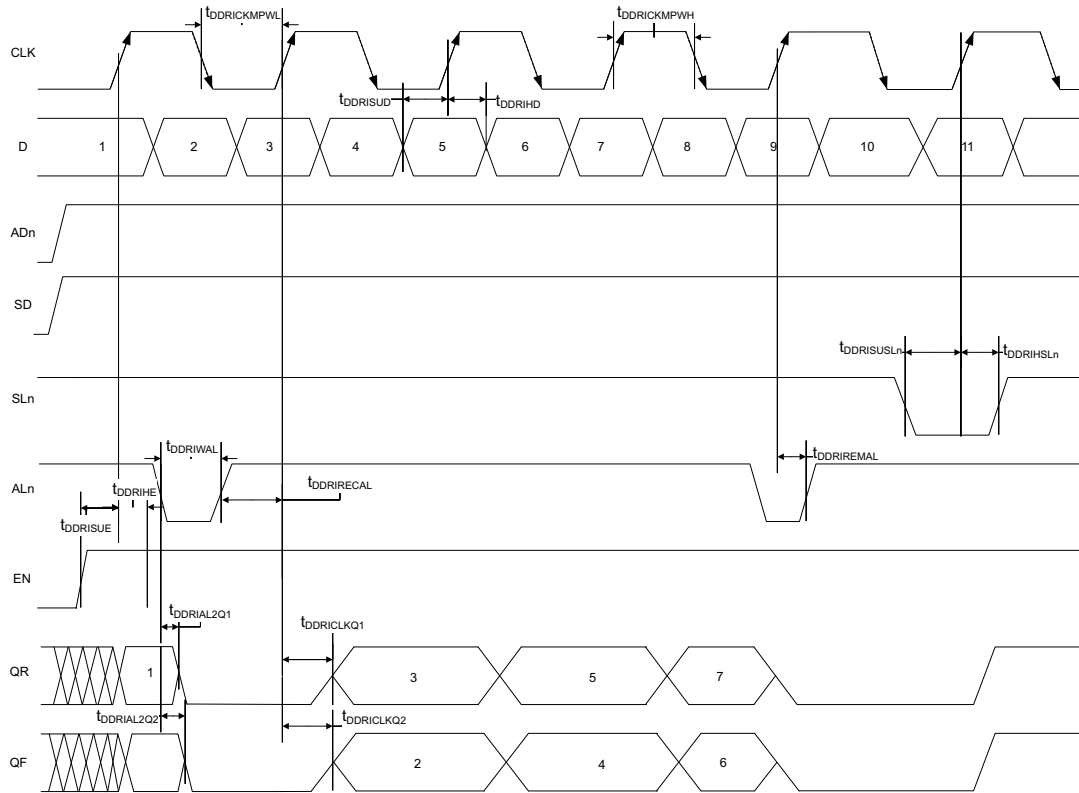 tDDRICKMPWL
tDDRICKMPWH
CLK
tDDRISUD
tDDRIHD
D
1
2
3
4
5
6
7
8
9
10
11
ADn
SD
tDDRISUSLn
tDDRIHSLn
SLn
tDDRIWAL
tDDRIREMAL
ALn
tDDRIRECAL
tDDRIHE
tDDRISUE
EN
tDDRIAL2Q1
tDDRICLKQ1
QR
1
3
5
7
tDDRIAL2Q2
tDDRICLKQ2
QF
2
4
6